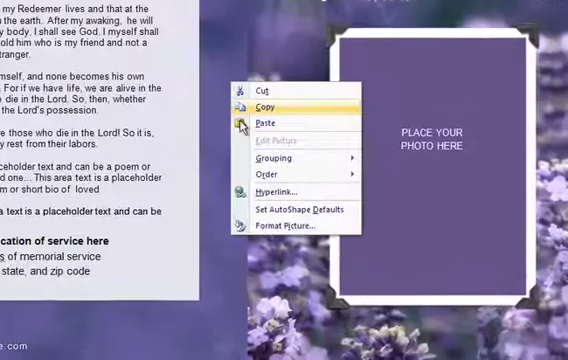 my Redeemer lives and that at the
the earth. After my awaking, he will
body, I shall see God. I myself shall
old him who is my friend and not a
tranger.
mself, and none becomes his own
For if we have life, we are alive in the
die in the Lord. So, then, whether
the Lord's possession.
e those who die in the Lord! So it is,
y rest from their labors.
ceholder text and can be a poem or
d one... This area text is a placeholder
m or short bio of loved
a text is a placeholder text and can be
cation of service here
s of memorial service
state, and zip code
e.com
Cut
Copy
Paste
Edit Picture
Grouping
Order
Hyperlink...
Set AutoShape Defaults
Format Picture...
PLACE YOUR
PHOTO HERE